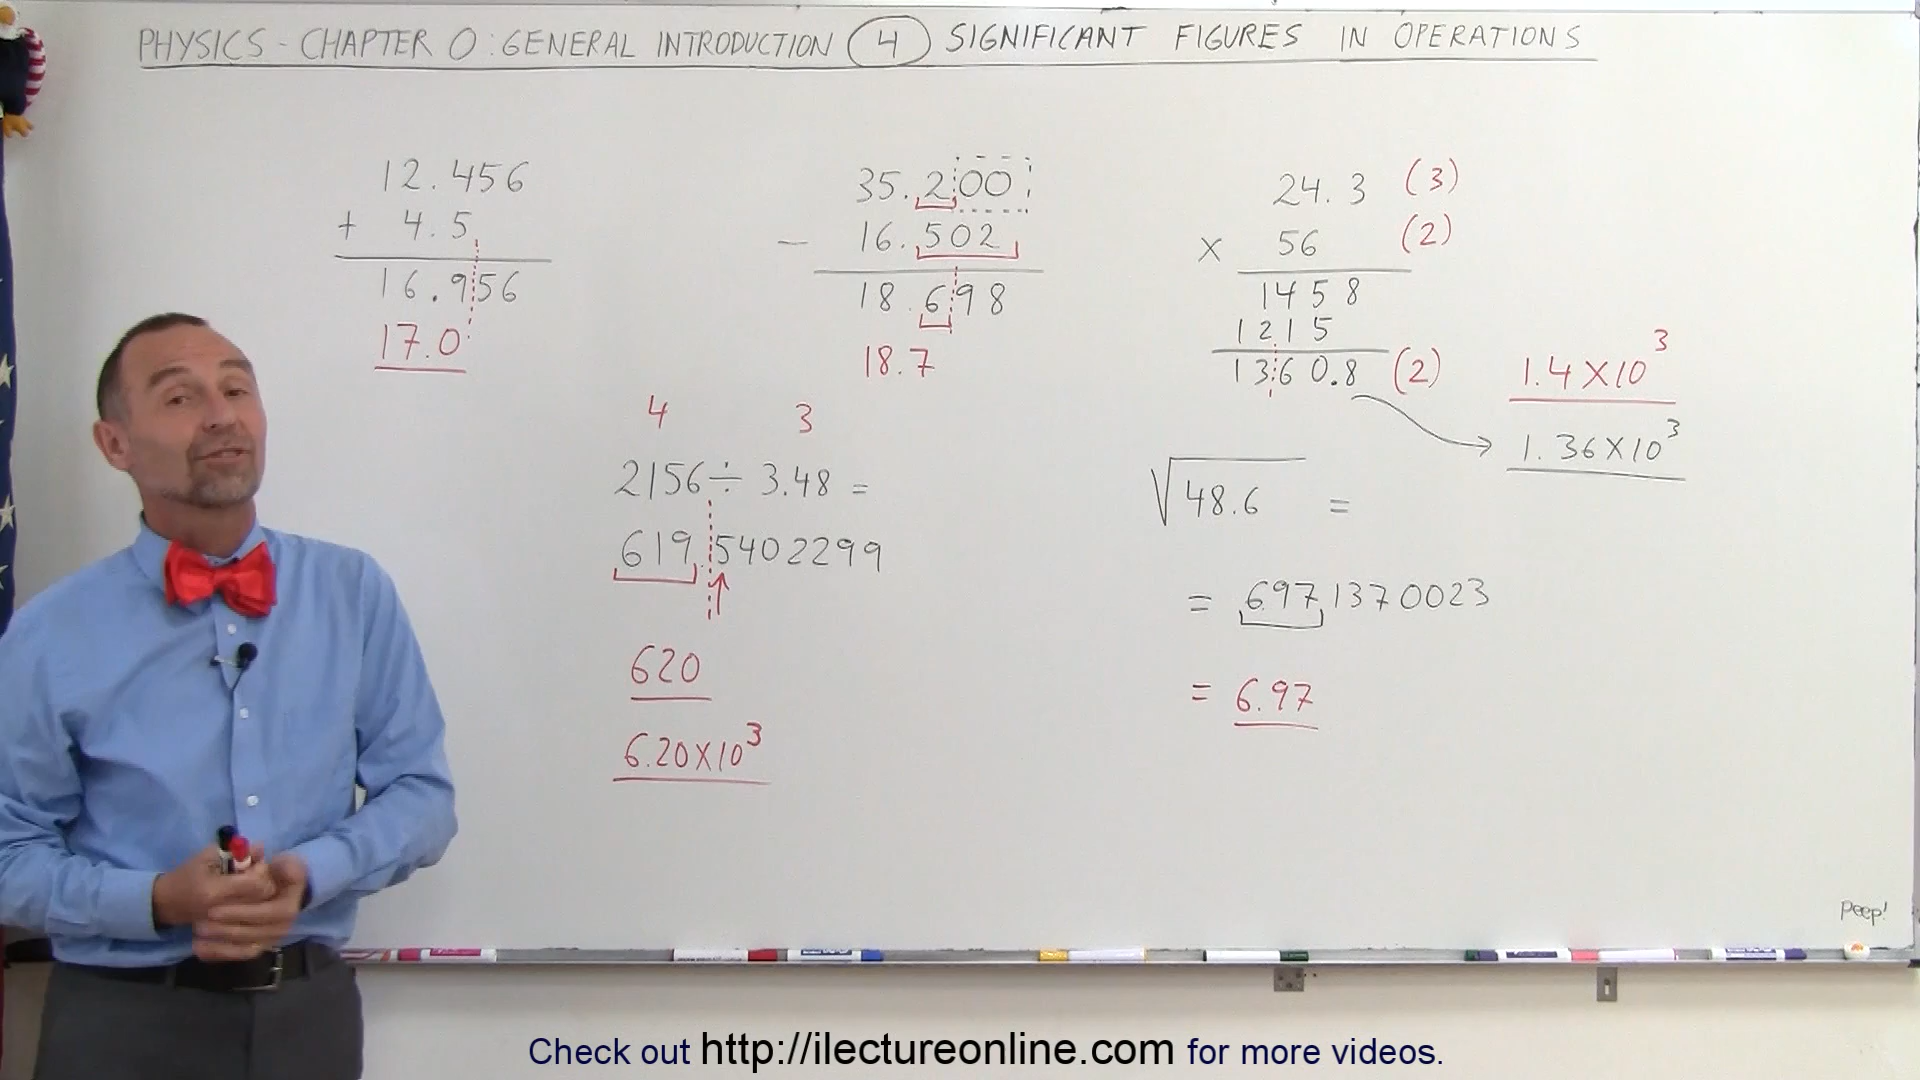 PHYSICS - CHAPTER 0: GENERAL INTRODUCTION 4 SIGNIFICANT FIGURES IN OPERATIONS
12.456
+ 4.5
16.956
17.0
35.200
- 16.502
18.698
18.7
24.3 (3)
x 56 (2)
1458
1215
1360.8 (2)
1.4 X 10³
1.36 X 10³
4 3
2156 ÷ 3.48 =
619.5402299
620
6.20 X 10³
√48.6 =
= 6.971370023
= 6.97
Peep!
Check out http://ilectureonline.com for more videos.